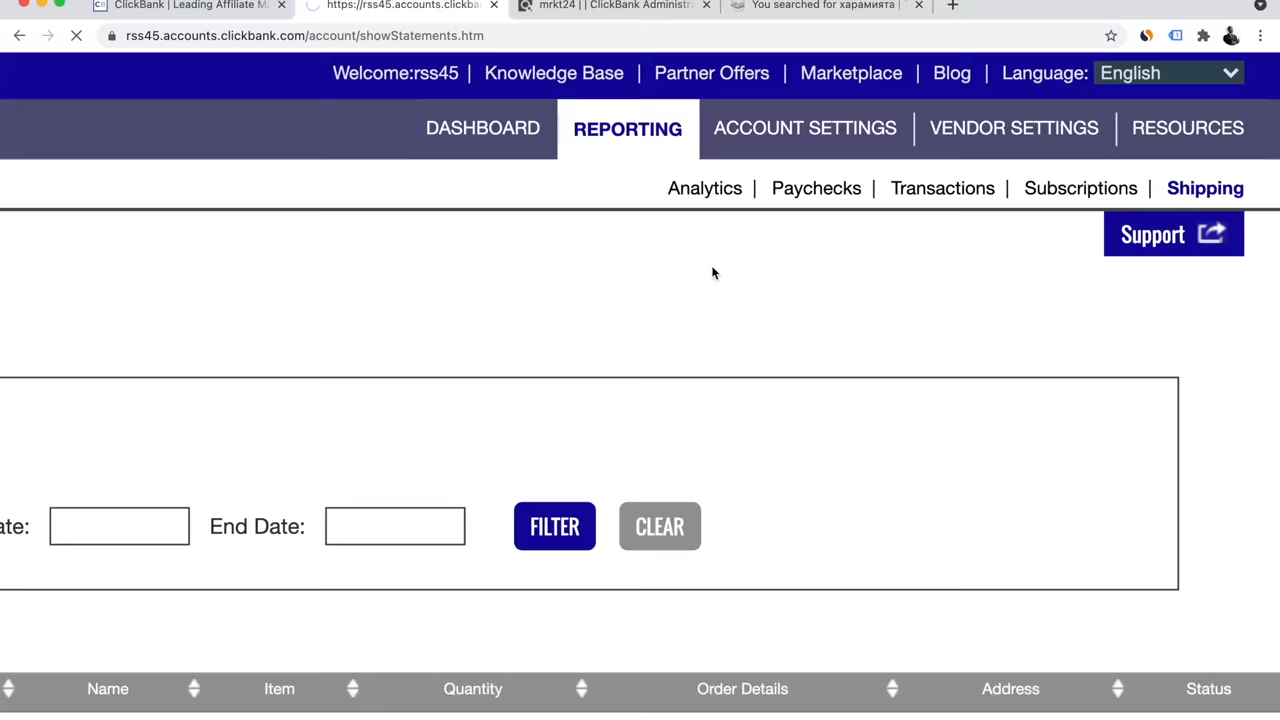 ClickBank | Leading Affiliate M
https://rss45.accounts.clickba
mrkt24 | | ClickBank Administra
You searched for харамията |
rss45.accounts.clickbank.com/account/showStatements.htm
Welcome:rss45 | Knowledge Base | Partner Offers | Marketplace | Blog | Language: English
DASHBOARD REPORTING ACCOUNT SETTINGS VENDOR SETTINGS RESOURCES
Analytics | Paychecks | Transactions | Subscriptions | Shipping
Support
ate: End Date: FILTER CLEAR
Name Item Quantity Order Details Address Status